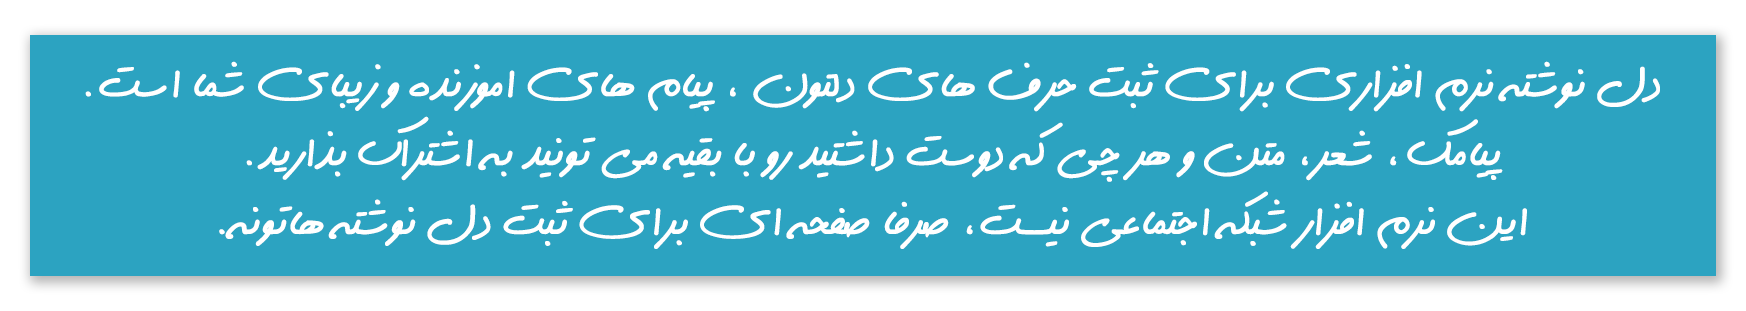 دل نوشته نرم افزاری برای ثبت حرف های دلتون ، پیام های اموزنده و زیبای شما است.
پیامک ، شعر، متن و هر چی که دوست داشتید رو با بقیه می تونید به اشتراک بذارید.
این نرم افزار شبکه اجتماعی نیست، صرفا صفحه ای برای ثبت دل نوشته هاتونه.